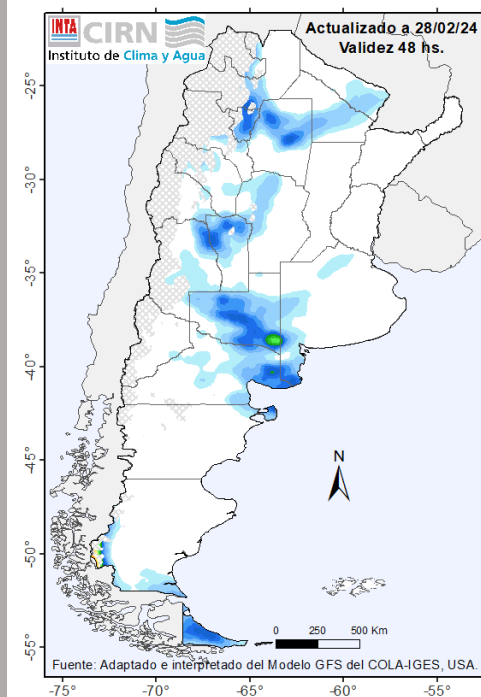 INTA CIRN
Instituto de Clima y Agua
Actualizado a 28/02/24
Validez 48 hs.
-25°
-30°
-35°
-40°
-45°
-50°
-55°
N
0 250 500 Km
Fuente: Adaptado e interpretado del Modelo GFS del COLA-IGES, USA.
-75° -70° -65° -60° -55°